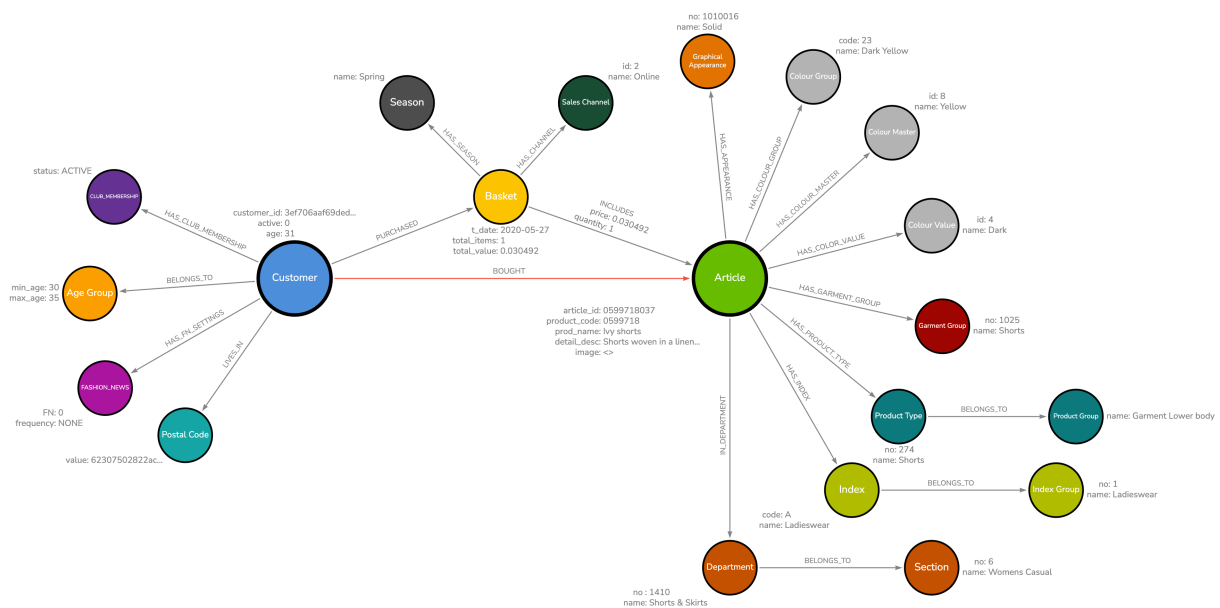 no: 1010016
name: Solid
Graphical
Appearance
code: 23
name: Dark Yellow
Colour Group
id: 2
name: Online
name: Spring
Season
Sales Channel
id: 8
name: Yellow
Colour Master
HAS_SEASON
HAS_CHANNEL
HAS_APPEARANCE
HAS_COLOUR_GROUP
HAS_COLOUR_MASTER
status: ACTIVE
CLUB_MEMBERSHIP
HAS_CLUB_MEMBERSHIP
customer_id: 3ef706aaf69ded...
active: 0
age: 31
PURCHASED
Basket
t_date: 2020-05-27
total_items: 1
total_value: 0.030492
INCLUDES
price: 0.030492
quantity: 1
Colour Value
id: 4
name: Dark
HAS_COLOR_VALUE
Customer
BOUGHT
Article
min_age: 30
max_age: 35
Age Group
BELONGS_TO
HAS_GARMENT_GROUP
Garment Group
no: 1025
name: Shorts
article_id: 0599718037
product_code: 0599718
prod_name: Ivy shorts
detail_desc: Shorts woven in a linen...
image: <>
HAS_FN_SETTINGS
LIVES_IN
HAS_PRODUCT_TYPE
HAS_INDEX
IN_DEPARTMENT
FASHION_NEWS
FN: 0
frequency: NONE
Postal Code
value: 62307502822ac...
Product Type
no: 274
name: Shorts
BELONGS_TO
Product Group
name: Garment Lower body
Index
code: A
name: Ladieswear
BELONGS_TO
Index Group
no: 1
name: Ladieswear
Department
no : 1410
name: Shorts & Skirts
BELONGS_TO
Section
no: 6
name: Womens Casual